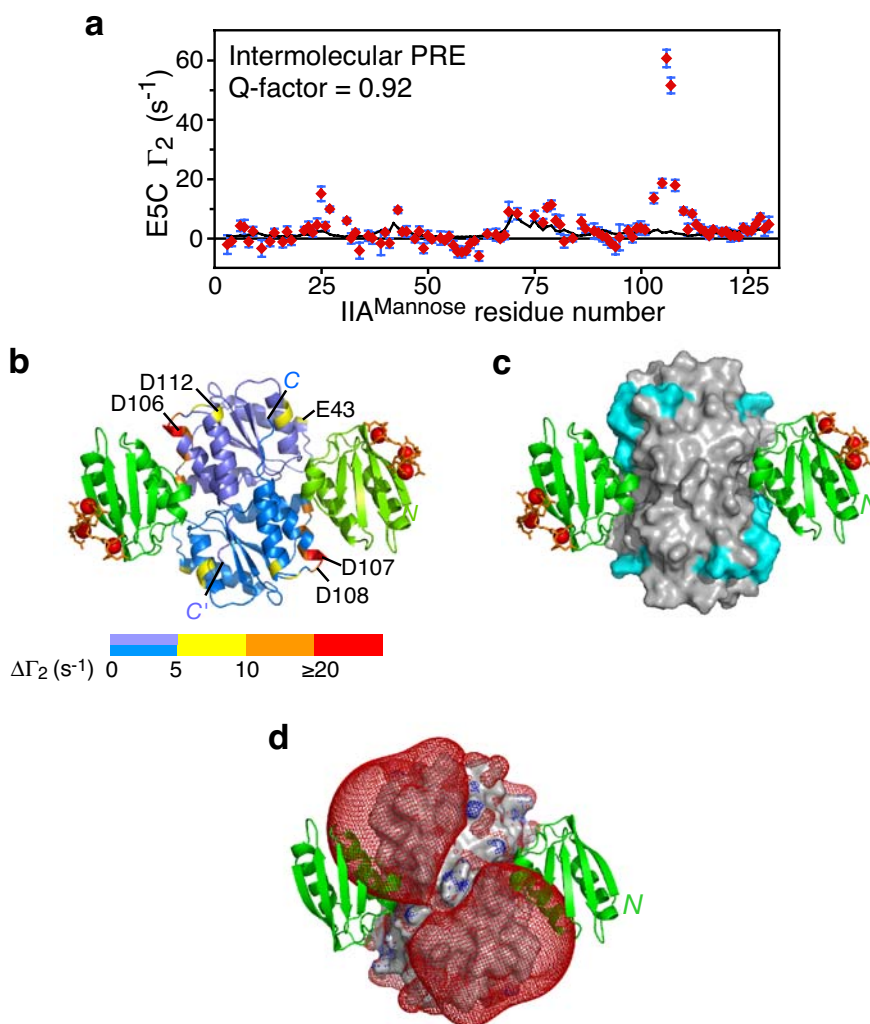 a
Intermolecular PRE
Q-factor = 0.92
E5C Γ2 (s-1)
60
40
20
0
0 25 50 75 100 125
IIAMannose residue number
b
c
D112
D106
C
E43
N
N
D107
D108
C'
ΔΓ2 (s-1) 0 5 10 ≥20
d
N